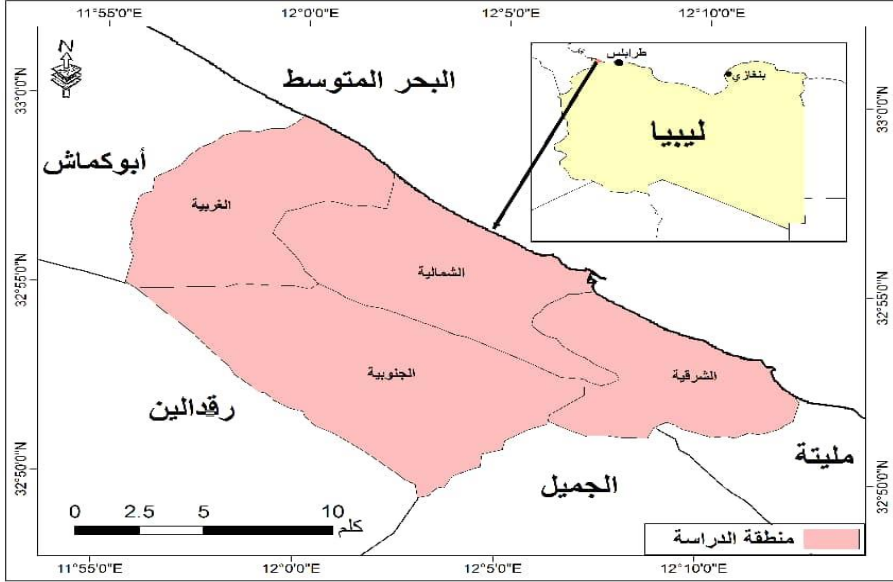 11°55'0"E 12°0'0"E 12°5'0"E 12°10'0"E
N
البحر المتوسط
طرابلس
بنغازي
ليبيا
33°0'0"N
33°0'0"N
أبوكماش
الغربية
الشمالية
32°55'0"N
32°55'0"N
الجنوبية
الشرقية
رقدالين
مليتة
الجميل
32°50'0"N
32°50'0"N
0 2.5 5 10
كلم
منطقة الدراسة
11°55'0"E 12°0'0"E 12°5'0"E 12°10'0"E